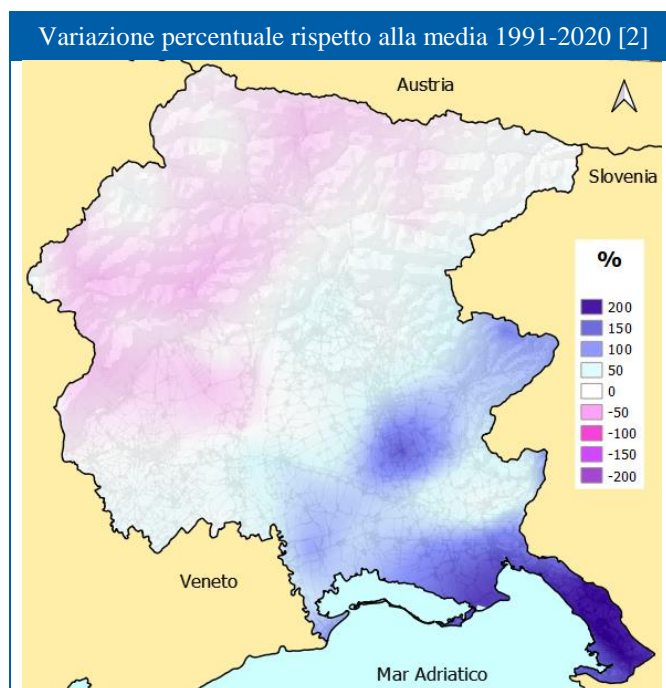 Variazione percentuale rispetto alla media 1991-2020 [2]
Austria
Slovenia
%
200
150
100
50
0
-50
-100
-150
-200
Veneto
Mar Adriatico